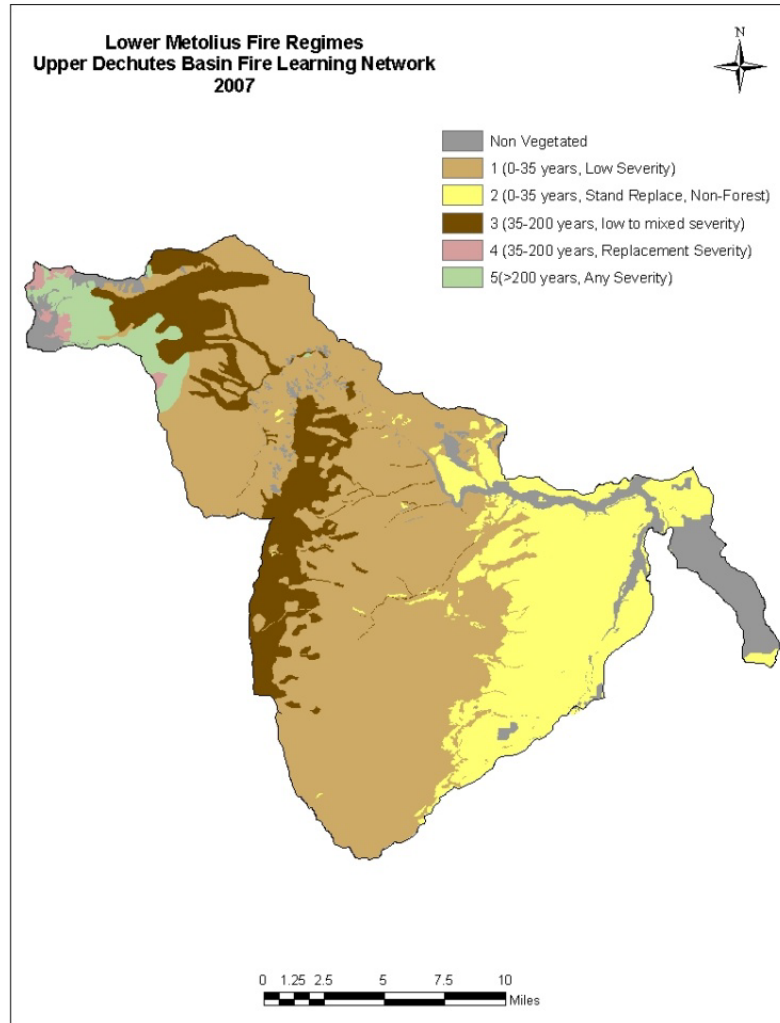 Lower Metolius Fire Regimes
Upper Dechutes Basin Fire Learning Network
2007
N
Non Vegetated
1 (0-35 years, Low Severity)
2 (0-35 years, Stand Replace, Non-Forest)
3 (35-200 years, low to mixed severity)
4 (35-200 years, Replacement Severity)
5(>200 years, Any Severity)
0 1.25 2.5 5 7.5 10
Miles